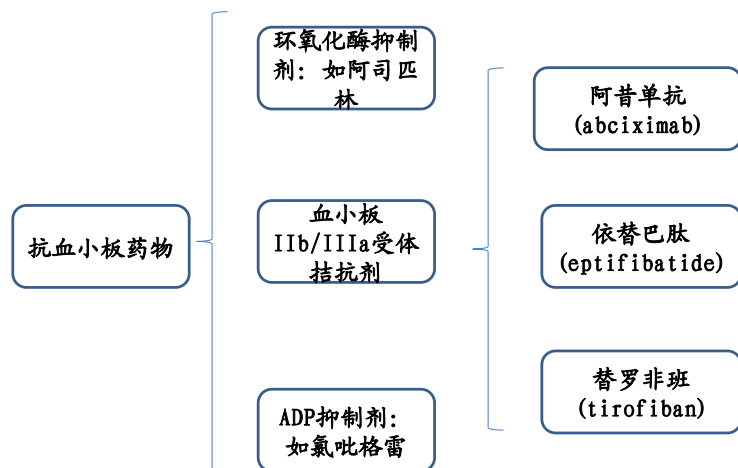 抗血小板药物
环氧化酶抑制
剂: 如阿司匹
林
血小板
IIb/IIIa受体
拮抗剂
ADP抑制剂:
如氯吡格雷
阿昔单抗
(abciximab)
依替巴肽
(eptifibatide)
替罗非班
(tirofiban)